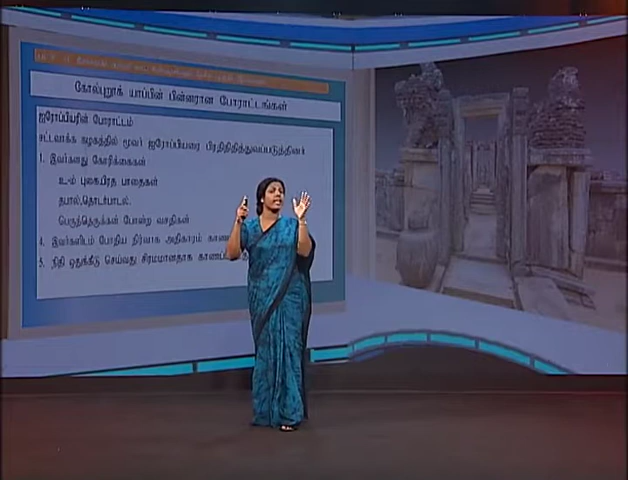 கோல்புறூக் யாப்பின் பின்னரான போராட்டங்கள்
ஐரோப்பியரின் போராட்டம்
சட்டவாக்க கழகத்தில் மூவர் ஐரோப்பியரை பிரதிநிதித்துவப்படுத்தினர்
1. இவர்களது கோரிக்கைகள்
உ-ம் புகையிரத பாதைகள்
தபால்,தொடர்பாடல்.
பெருந்தெருக்கள் போன்ற வசதிகள்
4. இவர்களிடம் போதிய நிர்வாக அதிகாரம்
5. நிதி ஒதுக்கீடு செய்வது சிரமமானதாக